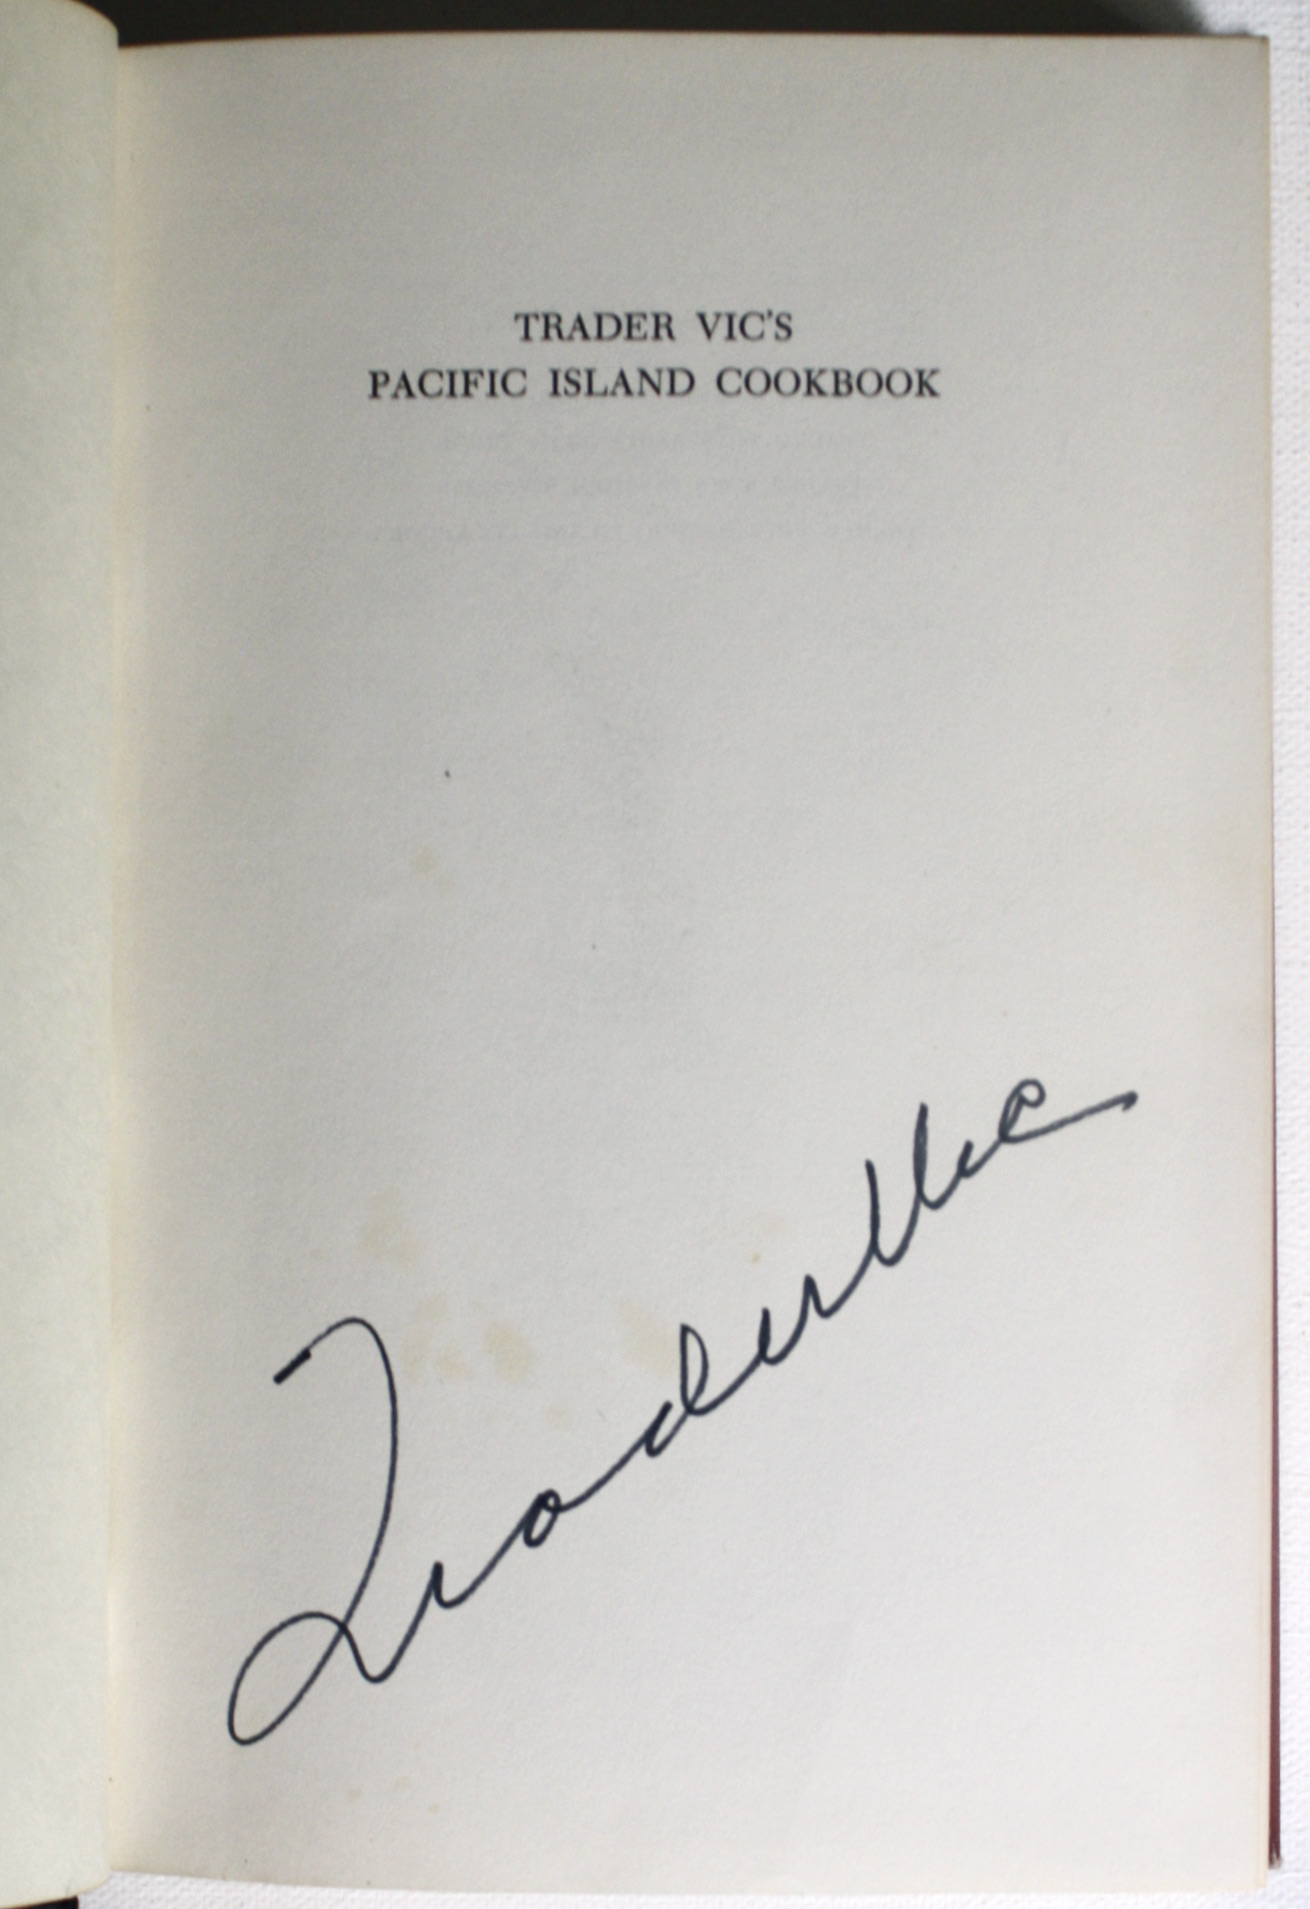 TRADER VIC'S
PACIFIC ISLAND COOKBOOK
Trader Vic